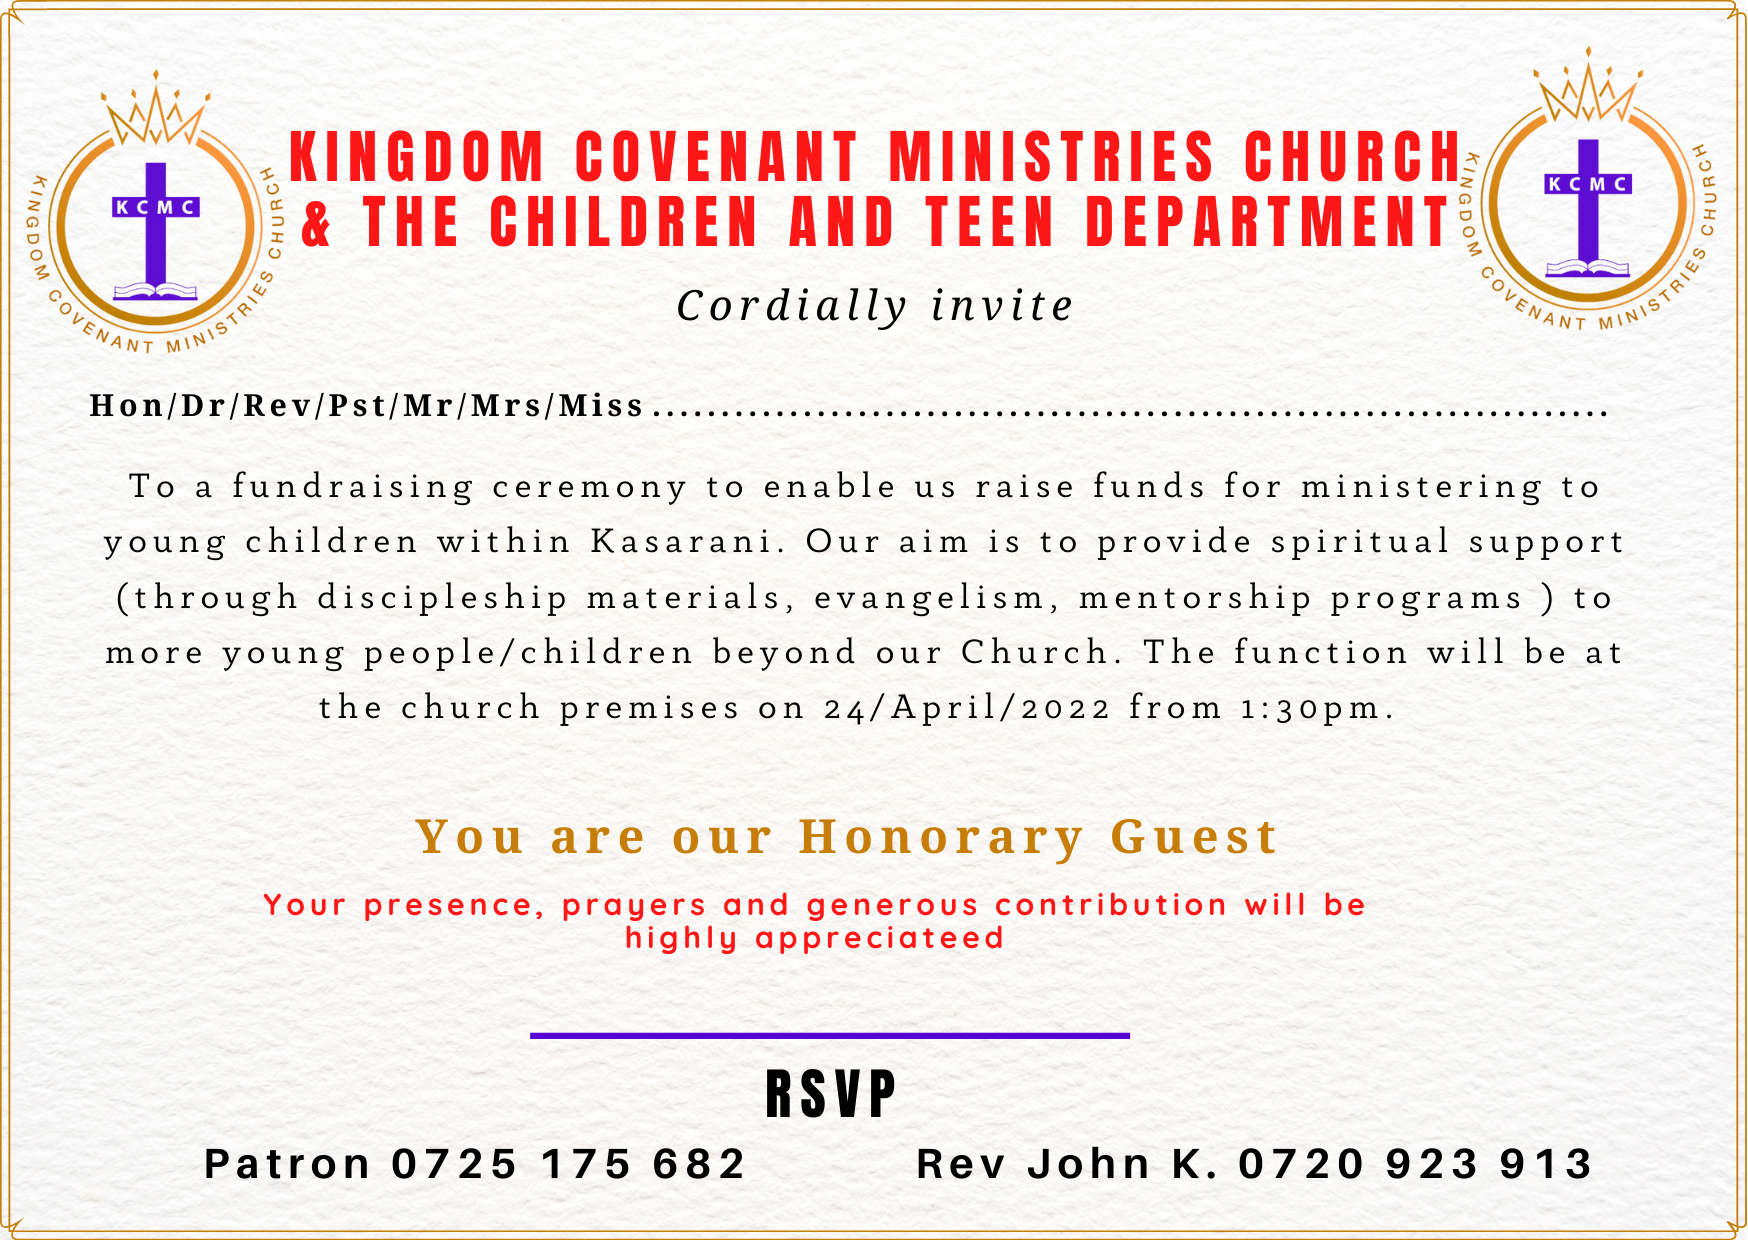 KINGDOM COVENANT MINISTRIES CHURCH
& THE CHILDREN AND TEEN DEPARTMENT
KCMC
KINGDOM COVENANT MINISTRIES CHURCH
KCMC
KINGDOM COVENANT MINISTRIES CHURCH
Cordially invite
Hon/Dr/Rev/Pst/Mr/Mrs/Miss......................................................................
To a fundraising ceremony to enable us raise funds for ministering to
young children within Kasarani. Our aim is to provide spiritual support
(through discipleship materials, evangelism, mentorship programs ) to
more young people/children beyond our Church. The function will be at
the church premises on 24/April/2022 from 1:30pm.
You are our Honorary Guest
Your presence, prayers and generous contribution will be
highly appreciateed
RSVP
Patron 0725 175 682 Rev John K. 0720 923 913